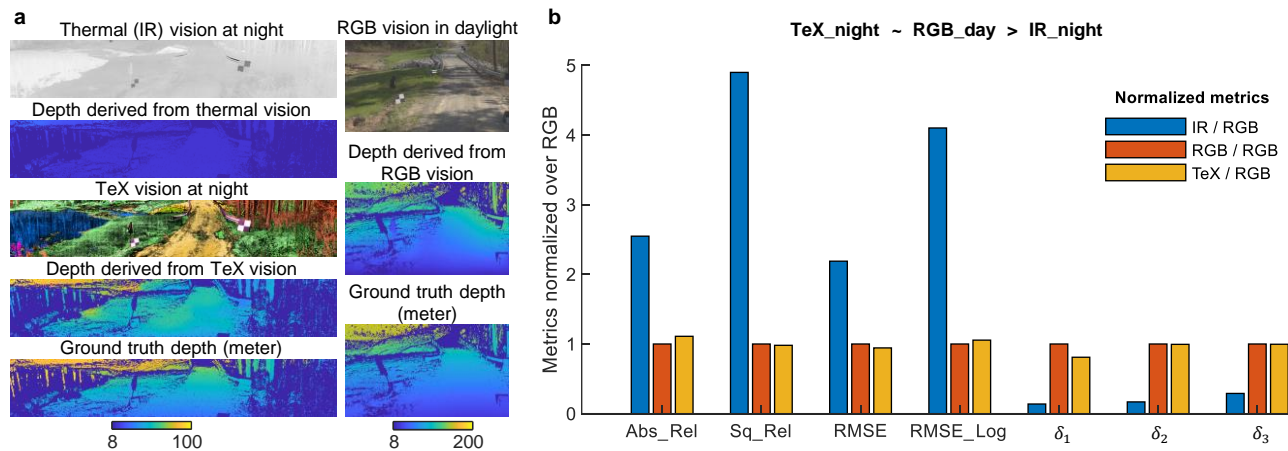 a
Thermal (IR) vision at night
Depth derived from thermal vision
TeX vision at night
Depth derived from TeX vision
Ground truth depth (meter)
8 100
RGB vision in daylight
Depth derived from
RGB vision
Ground truth depth
(meter)
8 200
b
TeX_night ~ RGB_day > IR_night
Metrics normalized over RGB
5
4
3
2
1
0
Normalized metrics
IR / RGB
RGB / RGB
TeX / RGB
Abs_Rel Sq_Rel RMSE RMSE_Log δ₁ δ₂ δ₃